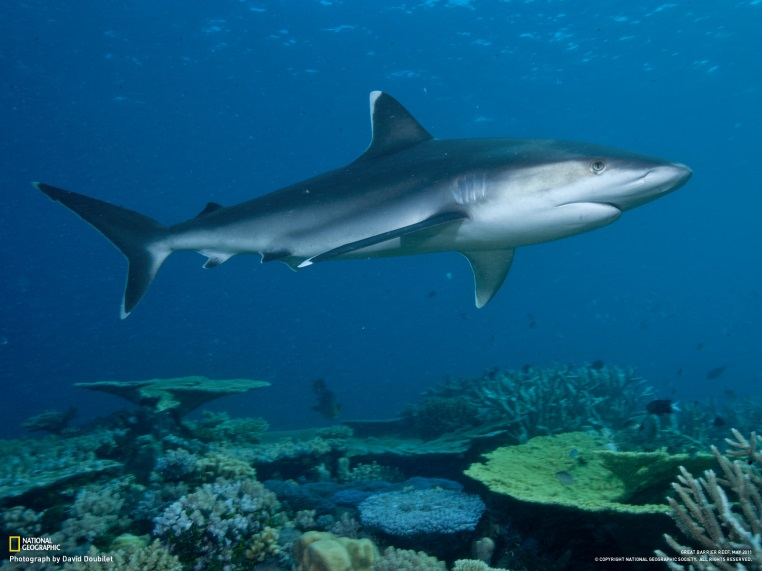 NATIONAL
GEOGRAPHIC
Photograph by David Doubilet
GREAT BARRIER REEF, MAY 2011
© COPYRIGHT NATIONAL GEOGRAPHIC SOCIETY. ALL RIGHTS RESERVED.